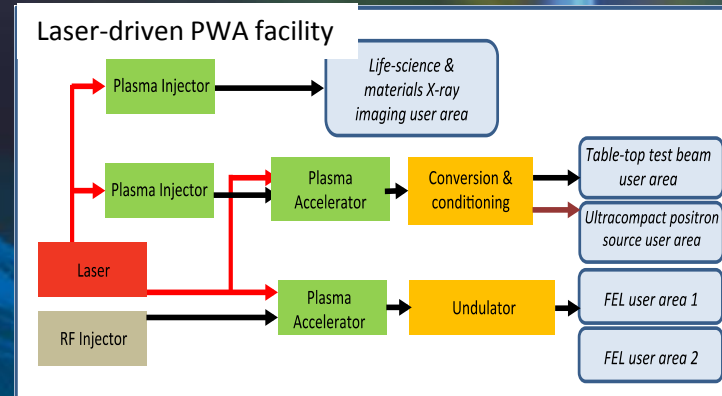 Laser-driven PWA facility
Plasma Injector
Life-science &
materials X-ray
imaging user area
Plasma Injector
Plasma
Accelerator
Conversion &
conditioning
Table-top test beam
user area
Ultracompact positron
source user area
Laser
RF Injector
Plasma
Accelerator
Undulator
FEL user area 1
FEL user area 2